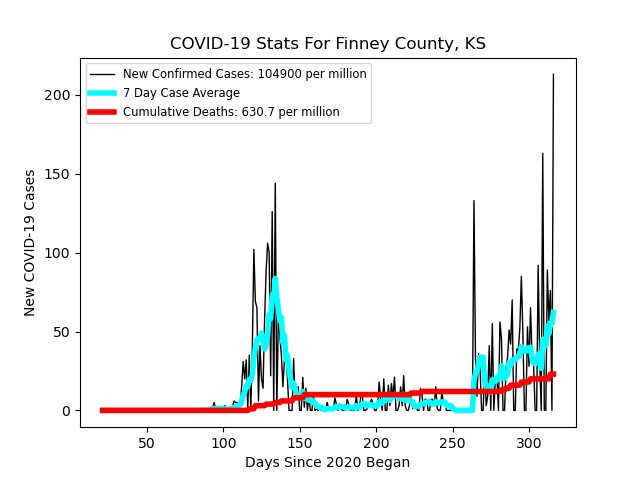 COVID-19 Stats For Finney County, KS
New Confirmed Cases: 104900 per million
7 Day Case Average
Cumulative Deaths: 630.7 per million
New COVID-19 Cases
200
150
100
50
0
50 100 150 200 250 300
Days Since 2020 Began